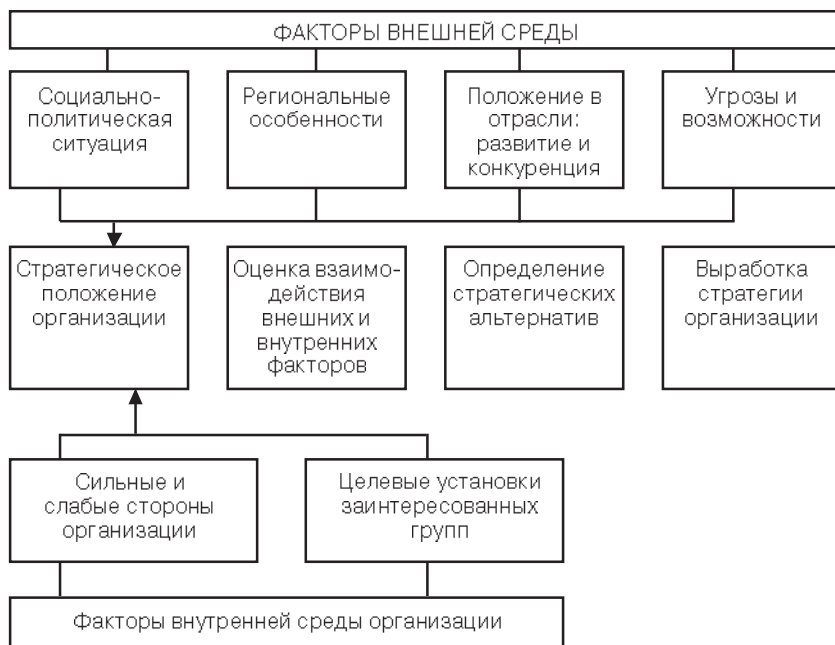 ФАКТОРЫ ВНЕШНЕЙ СРЕДЫ
Социально-
политическая
ситуация
Региональные
особенности
Положение в
отрасли:
развитие и
конкуренция
Угрозы и
возможности
Стратегическое
положение
организации
Оценка взаимо-
действия
внешних и
внутренних
факторов
Определение
стратегических
альтернатив
Выработка
стратегии
организации
Сильные и
слабые стороны
организации
Целевые установки
заинтересованных
групп
Факторы внутренней среды организации